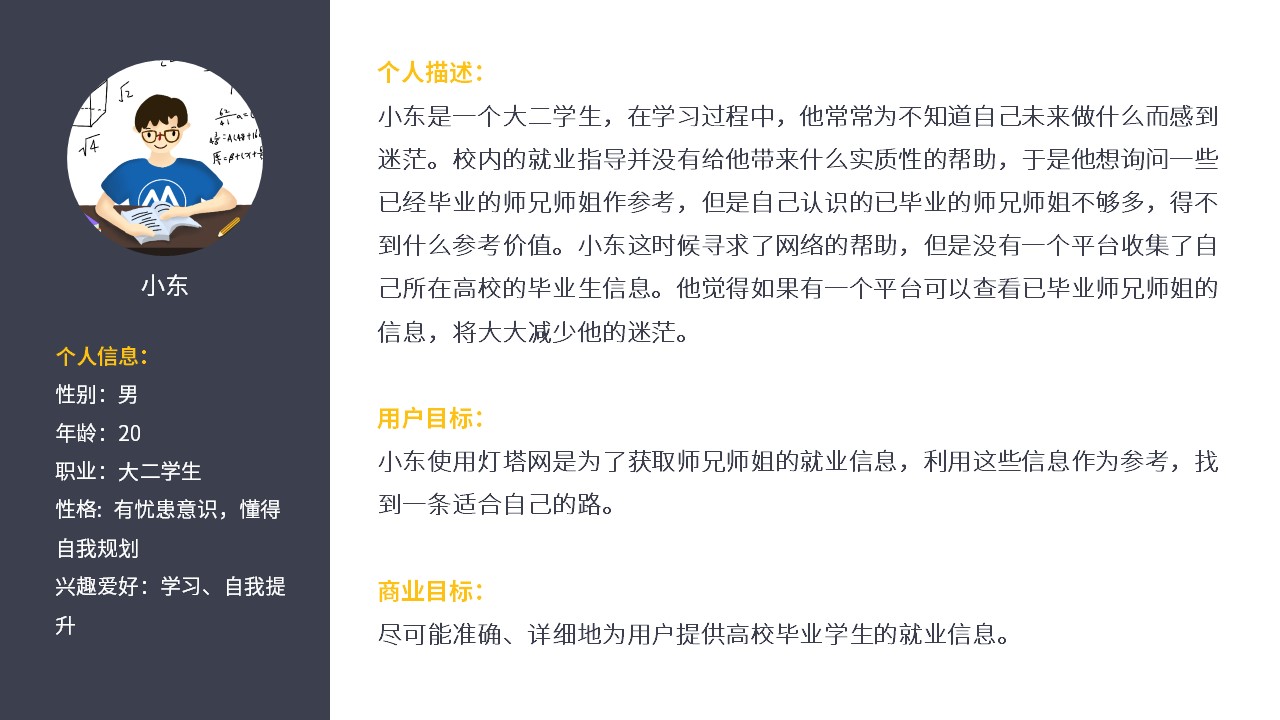 √2
√4
小东
个人信息：
性别：男
年龄：20
职业：大二学生
性格: 有忧患意识，懂得
自我规划
兴趣爱好：学习、自我提
升
个人描述：
小东是一个大二学生，在学习过程中，他常常为不知道自己未来做什么而感到
迷茫。校内的就业指导并没有给他带来什么实质性的帮助，于是他想询问一些
已经毕业的师兄师姐作参考，但是自己认识的已毕业的师兄师姐不够多，得不
到什么参考价值。小东这时候寻求了网络的帮助，但是没有一个平台收集了自
己所在高校的毕业生信息。他觉得如果有一个平台可以查看已毕业师兄师姐的
信息，将大大减少他的迷茫。
用户目标：
小东使用灯塔网是为了获取师兄师姐的就业信息，利用这些信息作为参考，找
到一条适合自己的路。
商业目标：
尽可能准确、详细地为用户提供高校毕业学生的就业信息。